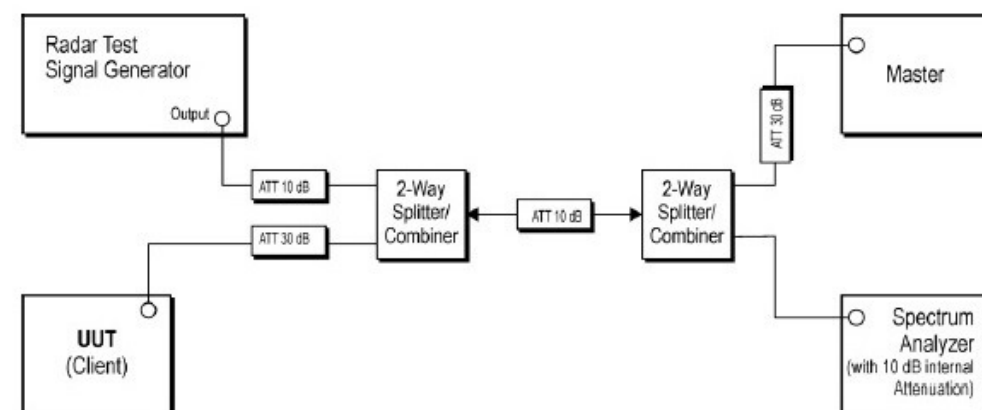 Radar Test
Signal Generator
Output
ATT 10 dB
ATT 30 dB
UUT
(Client)
2-Way
Splitter/
Combiner
ATT 10 dB
2-Way
Splitter/
Combiner
ATT 30 dB
Master
Spectrum
Analyzer
(with 10 dB internal
Attenuation)